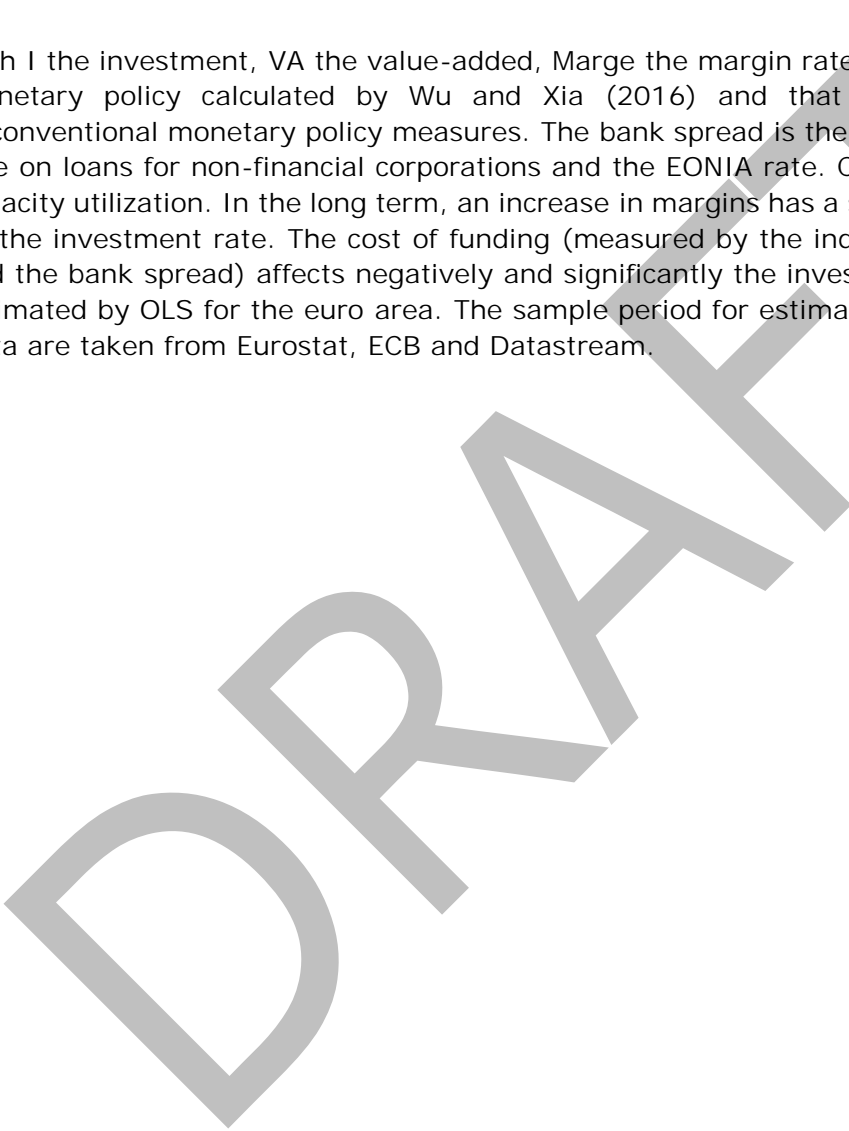 h I the investment, VA the value-added, Marge the margin rate
netary policy calculated by Wu and Xia (2016) and that
conventional monetary policy measures. The bank spread is the
e on loans for non-financial corporations and the EONIA rate.
acity utilization. In the long term, an increase in margins has a
the investment rate. The cost of funding (measured by the
d the bank spread) affects negatively and significantly the
imated by OLS for the euro area. The sample period for
a are taken from Eurostat, ECB and Datastream.
DRAFT